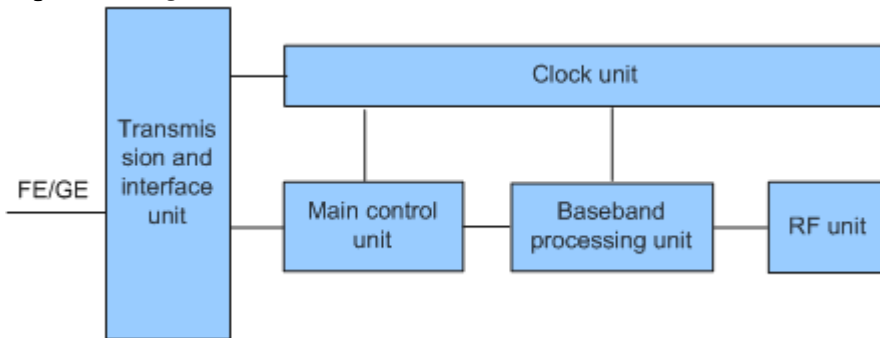 Clock unit
Transmis
sion and
interface
unit
FE/GE
Main control
unit
Baseband
processing unit
RF unit